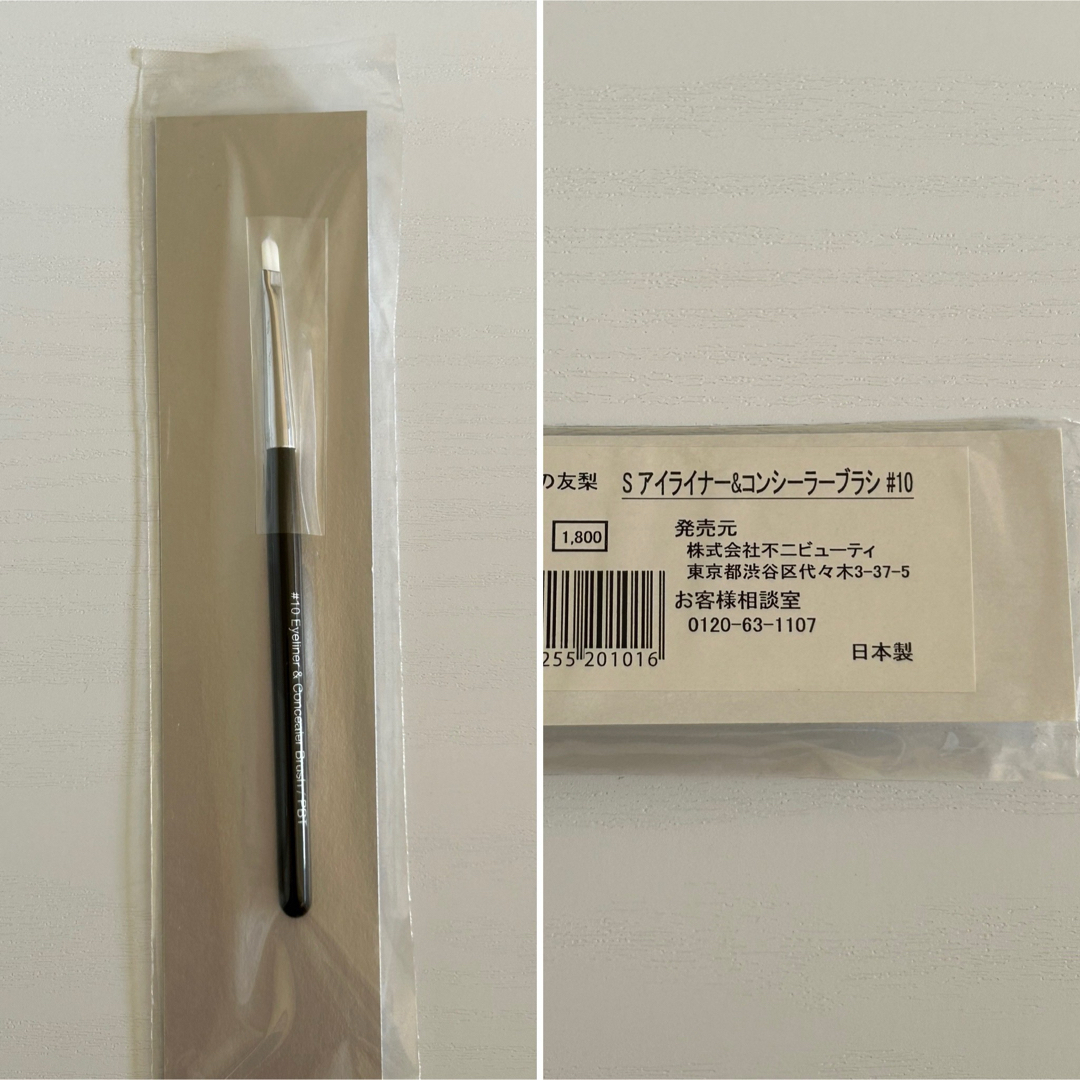 #10 Eyeliner & Concealer Brush / PBT
の友梨 S アイライナー&コンシーラーブラシ #10
1,800
発売元
株式会社不二ビューティ
東京都渋谷区代々木3-37-5
お客様相談室
0120-63-1107
255 201016
日本製